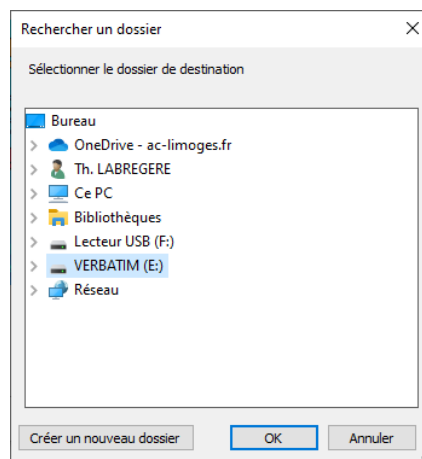 Rechercher un dossier
Sélectionner le dossier de destination
Bureau
OneDrive - ac-limoges.fr
Th. LABREGERE
Ce PC
Bibliothèques
Lecteur USB (F:)
VERBATIM (E:)
Réseau
Créer un nouveau dossier OK Annuler